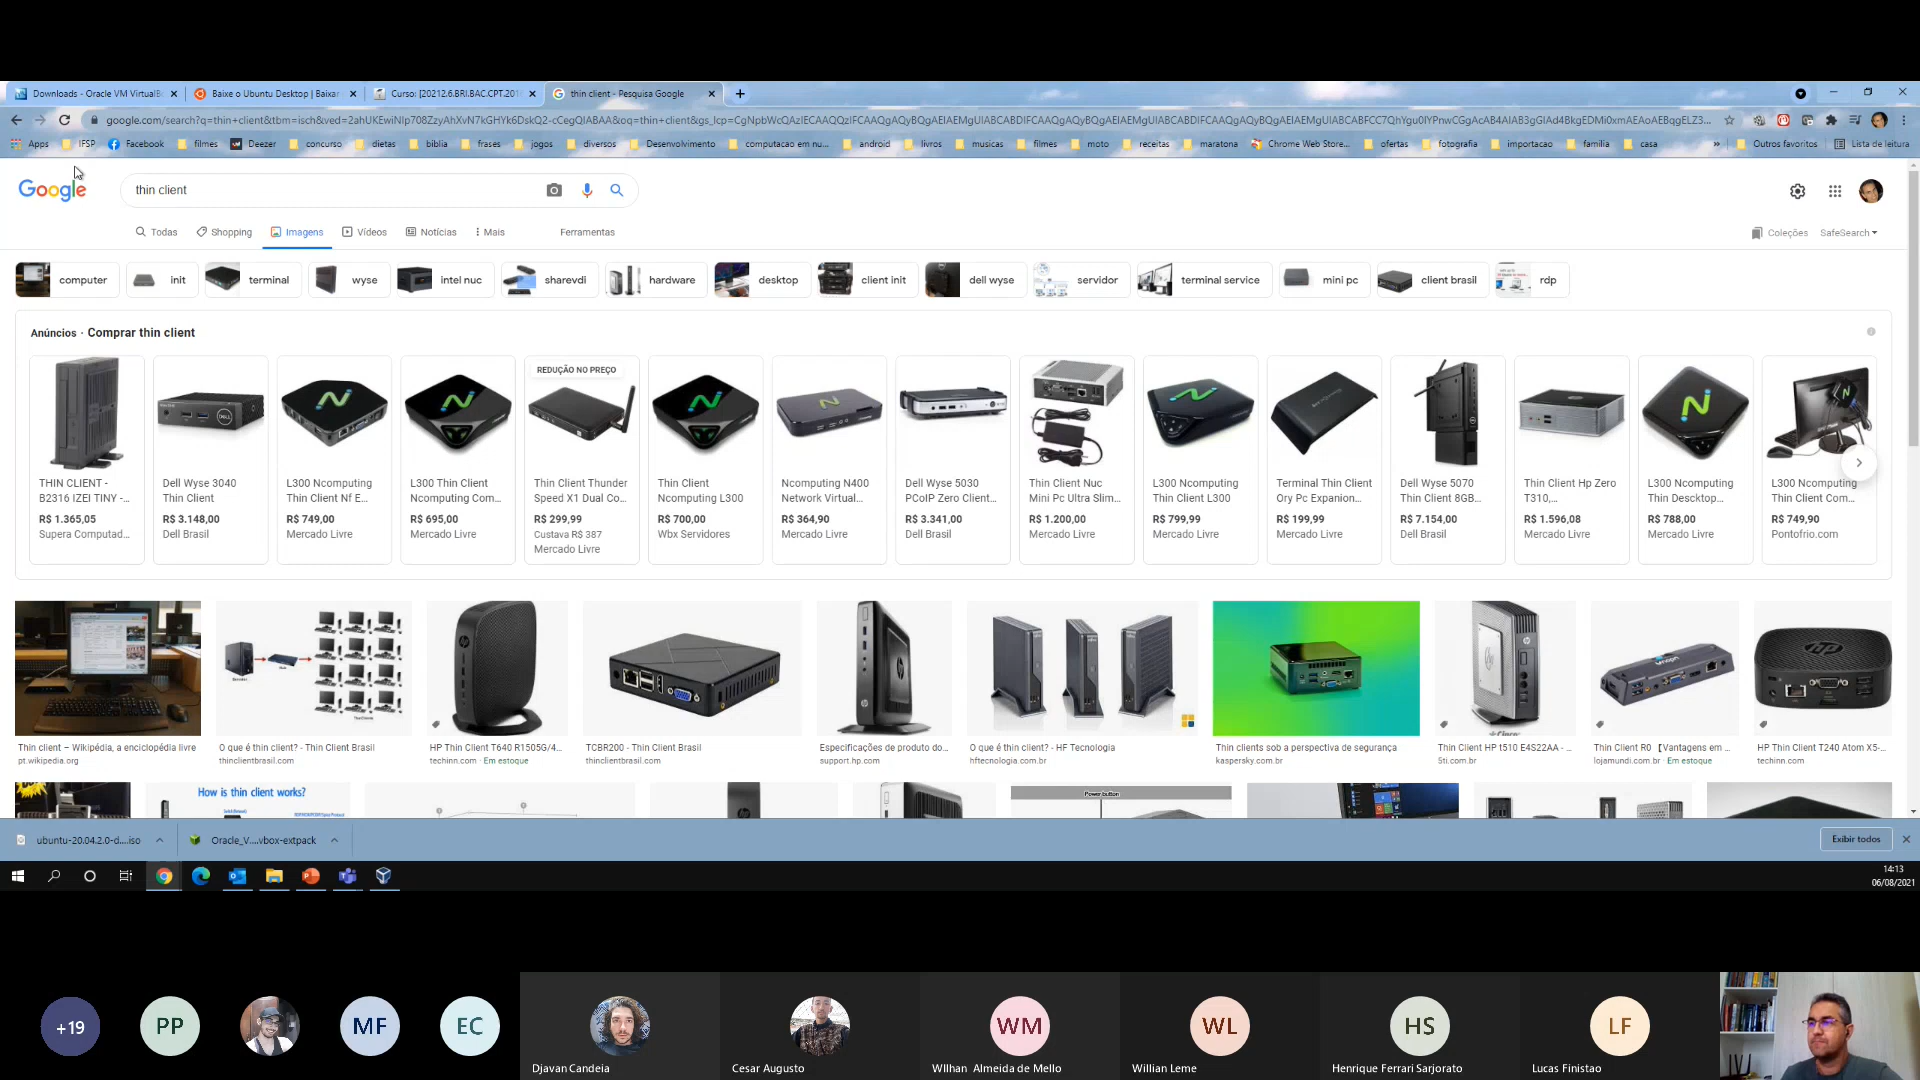 Downloads - Oracle VM VirtualB
Baixe o Ubuntu Desktop | Baixar
Curso: [20212.6.BRI.BAC.CPT.201
thin client - Pesquisa Google
Apps
IFSP
Facebook
filmes
Deezer
concurso
dietas
bíblia
frases
jogos
diversos
Desenvolvimento
computacao em nu...
android
livros
musicas
filmes
moto
receitas
maratona
Chrome Web Store...
ofertas
fotografia
importacao
familia
casa
»
Outros favoritos
Lista de leitura
Google
thin client
Todas
Shopping
Imagens
Vídeos
Notícias
Mais
Ferramentas
Coleções
SafeSearch
computer
init
terminal
wyse
intel nuc
sharevdi
hardware
desktop
client init
dell wyse
servidor
terminal service
mini pc
client brasil
rdp
Anúncios · Comprar thin client
THIN CLIENT -
B2316 IZEI TINY -...
R$ 1.365,05
Supera Computad...
Dell Wyse 3040
Thin Client
R$ 3.148,00
Dell Brasil
L300 Ncomputing
Thin Client Nf E...
R$ 749,00
Mercado Livre
L300 Thin Client
Ncomputing Com...
R$ 695,00
Mercado Livre
REDUÇÃO NO PREÇO
Thin Client Thunder
Speed X1 Dual Co...
R$ 299,99
Custava R$ 387
Mercado Livre
Thin Client
Ncomputing L300
R$ 700,00
Wbx Servidores
Ncomputing N400
Network Virtual...
R$ 364,90
Mercado Livre
Dell Wyse 5030
PCoIP Zero Client...
R$ 3.341,00
Dell Brasil
Thin Client Nuc
Mini Pc Ultra Slim...
R$ 1.200,00
Mercado Livre
L300 Ncomputing
Thin Client L300
R$ 799,99
Mercado Livre
Terminal Thin Client
Ory Pc Expanion...
R$ 199,99
Mercado Livre
Dell Wyse 5070
Thin Client 8GB...
R$ 7.154,00
Dell Brasil
Thin Client Hp Zero
T310,...
R$ 1.596,08
Mercado Livre
L300 Ncomputing
Thin Descktop...
R$ 788,00
Mercado Livre
L300 Ncomputing
Thin Client Com...
R$ 749,90
Pontofrio.com
Thin client – Wikipédia, a enciclopédia livre
pt.wikipedia.org
O que é thin client? - Thin Client Brasil
thinclientbrasil.com
HP Thin Client T640 R1505G/4...
techinn.com · Em estoque
TCBR200 - Thin Client Brasil
thinclientbrasil.com
Especificações de produto do...
support.hp.com
O que é thin client? - HF Tecnologia
hftecnologia.com.br
Thin clients sob a perspectiva de segurança
kaspersky.com.br
Thin Client HP t510 E4S22AA - ...
5ti.com.br
Thin Client R0 【Vantagens em ...
lojamundi.com.br · Em estoque
HP Thin Client T240 Atom X5-...
techinn.com
How is thin client works?
Power button
ubuntu-20.04.2.0-d....iso
Oracle_V....vbox-extpack
Exibir todos
14:13
06/08/2021
+19
PP
MF
EC
WM
WL
HS
LF
Djavan Candeia
Cesar Augusto
WIlhan Almeida de Mello
Willian Leme
Henrique Ferrari Sarjorato
Lucas Finistao